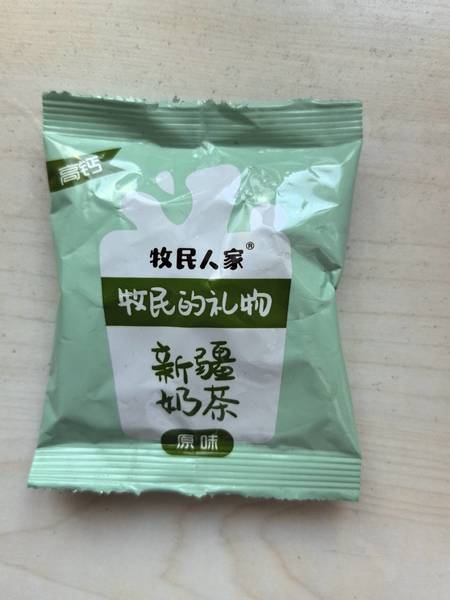 高钙
牧民人家®
牧民的礼物
新疆
奶茶
原味